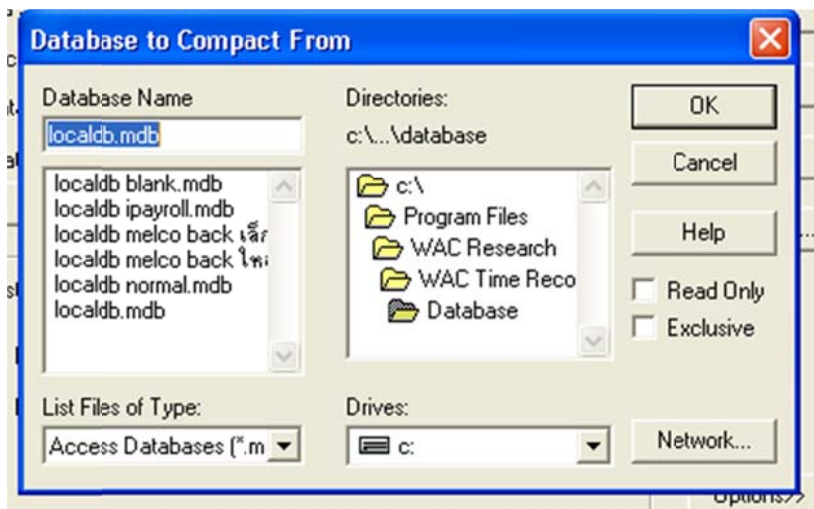 Database to Compact From
Database Name
localdb.mdb
localdb blank.mdb
localdb ipayroll.mdb
localdb melco back เล็ก
localdb melco back
localdb normal.mdb
localdb.mdb
List Files of Type:
Access Databases (*.m
Directories:
c:\...\database
c:\
Program Files
WAC Research
WAC Time Reco
Database
Drives:
c:
OK
Cancel
Help
Read Only
Exclusive
Network...
Options>>